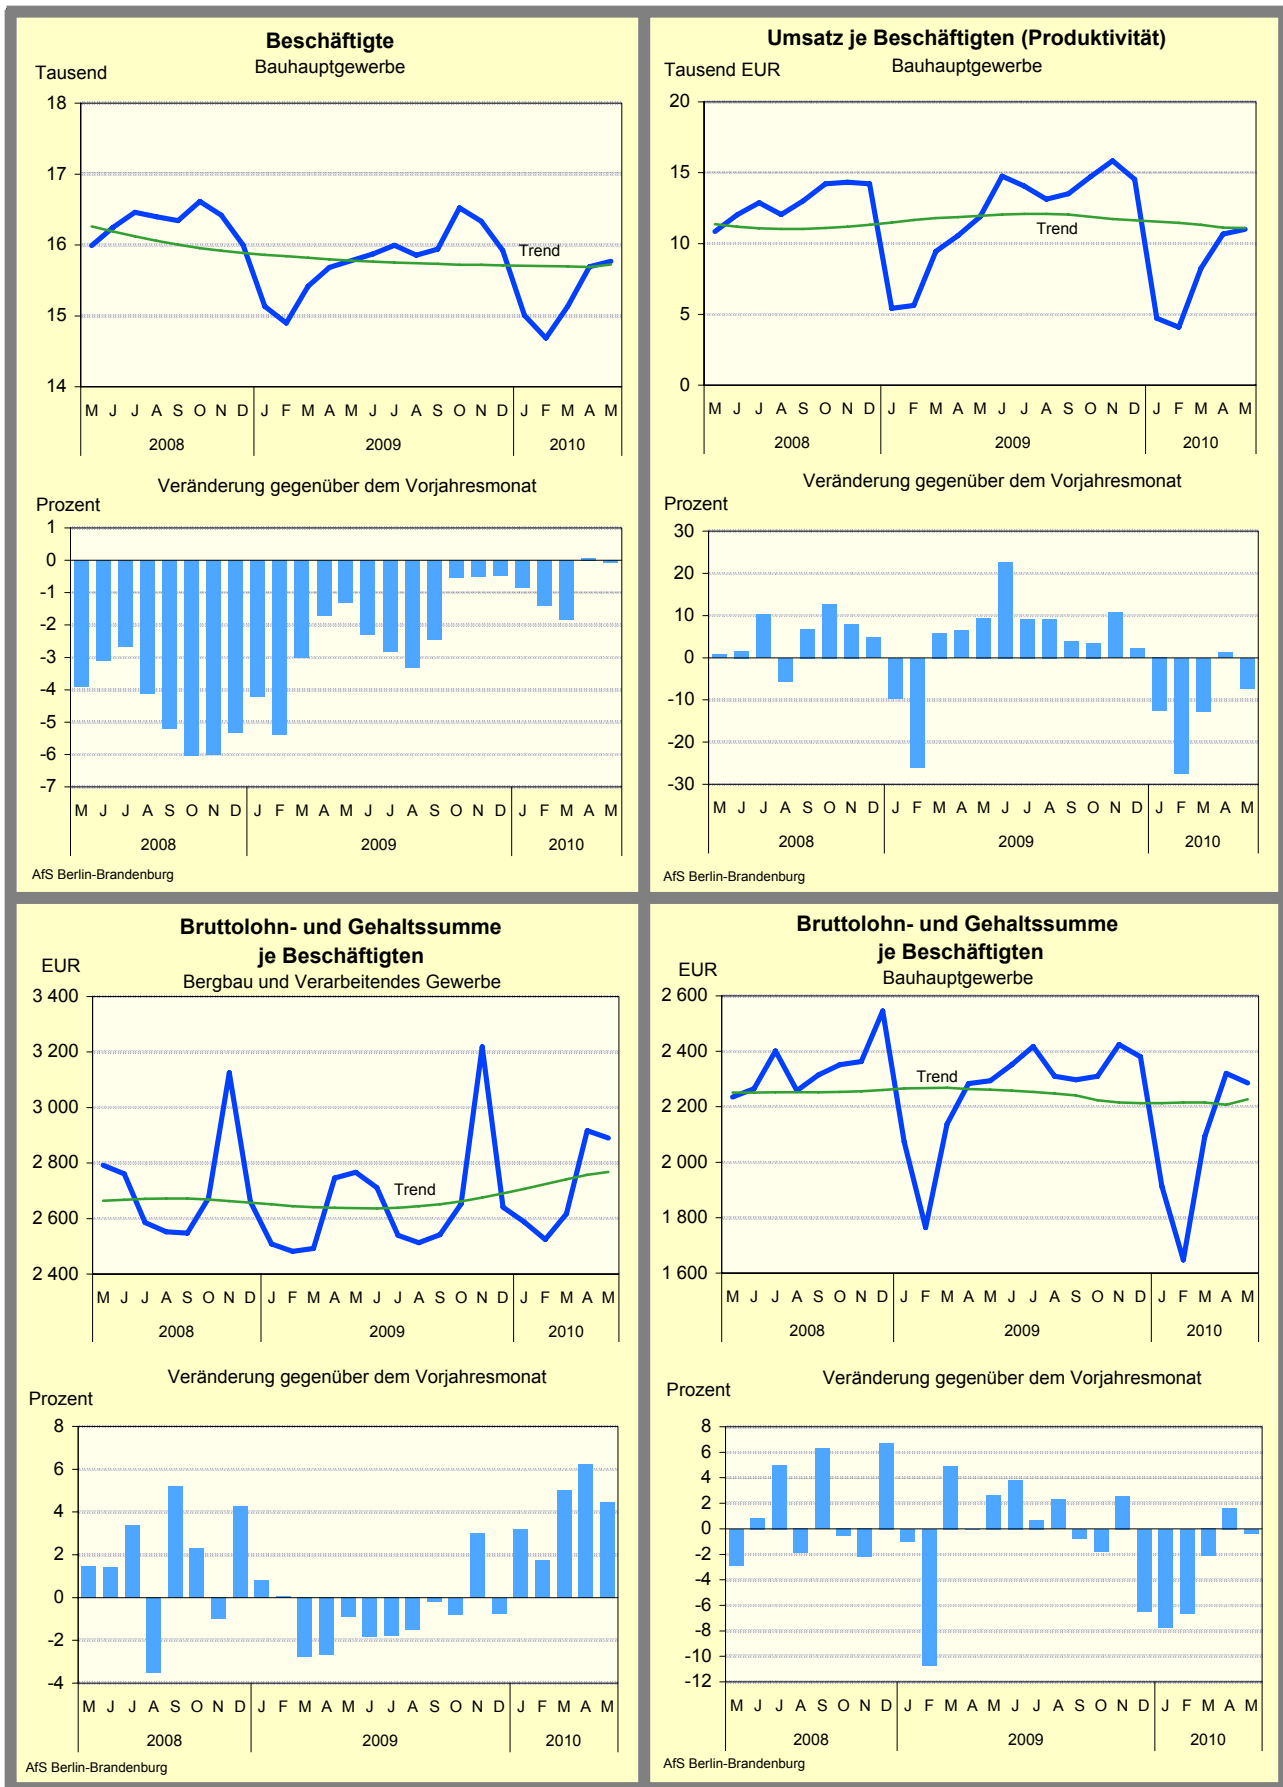 Beschäftigte
Bauhauptgewerbe
Tausend
18
17
16
15
14
Trend
M J J A S O N D J F M A M J J A S O N D J F M A M
2008 2009 2010
Veränderung gegenüber dem Vorjahresmonat
Prozent
1
0
-1
-2
-3
-4
-5
-6
-7
M J J A S O N D J F M A M J J A S O N D J F M A M
2008 2009 2010
AfS Berlin-Brandenburg
Umsatz je Beschäftigten (Produktivität)
Bauhauptgewerbe
Tausend EUR
20
15
10
5
0
Trend
M J J A S O N D J F M A M J J A S O N D J F M A M
2008 2009 2010
Veränderung gegenüber dem Vorjahresmonat
Prozent
30
20
10
0
-10
-20
-30
M J J A S O N D J F M A M J J A S O N D J F M A M
2008 2009 2010
AfS Berlin-Brandenburg
Bruttolohn- und Gehaltssumme
je Beschäftigten
Bergbau und Verarbeitendes Gewerbe
EUR
3 400
3 200
3 000
2 800
2 600
2 400
Trend
M J J A S O N D J F M A M J J A S O N D J F M A M
2008 2009 2010
Veränderung gegenüber dem Vorjahresmonat
Prozent
8
6
4
2
0
-2
-4
M J J A S O N D J F M A M J J A S O N D J F M A M
2008 2009 2010
AfS Berlin-Brandenburg
Bruttolohn- und Gehaltssumme
je Beschäftigten
Bauhauptgewerbe
EUR
2 600
2 400
2 200
2 000
1 800
1 600
Trend
M J J A S O N D J F M A M J J A S O N D J F M A M
2008 2009 2010
Veränderung gegenüber dem Vorjahresmonat
Prozent
8
6
4
2
0
-2
-4
-6
-8
-10
-12
M J J A S O N D J F M A M J J A S O N D J F M A M
2008 2009 2010
AfS Berlin-Brandenburg